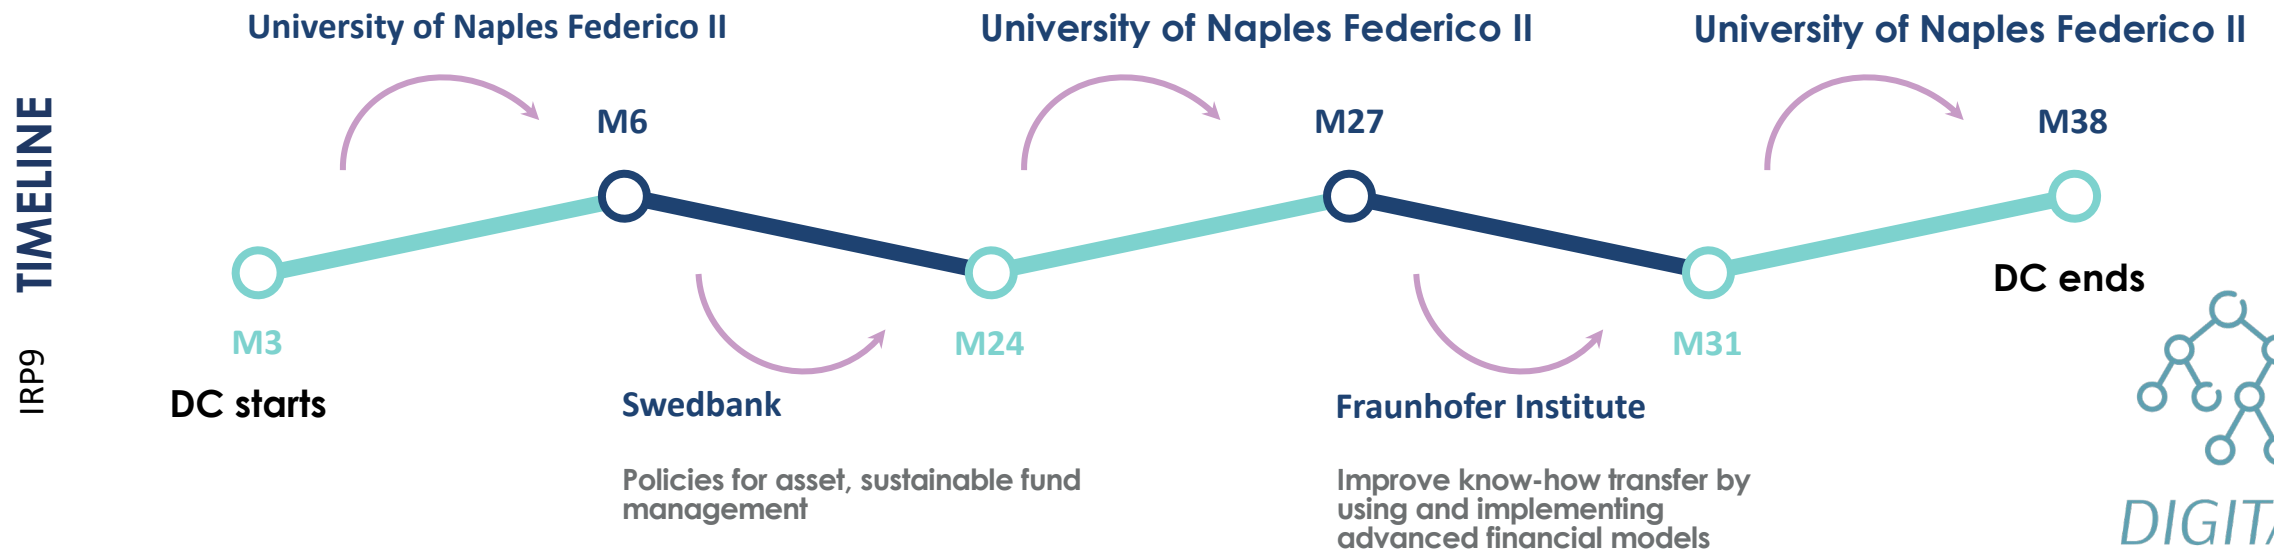 TIMELINE
IRP9
University of Naples Federico II
University of Naples Federico II
University of Naples Federico II
M6
M27
M38
M3
M24
M31
DC starts
DC ends
Swedbank
Policies for asset, sustainable fund
management
Fraunhofer Institute
Improve know-how transfer by
using and implementing
advanced financial models